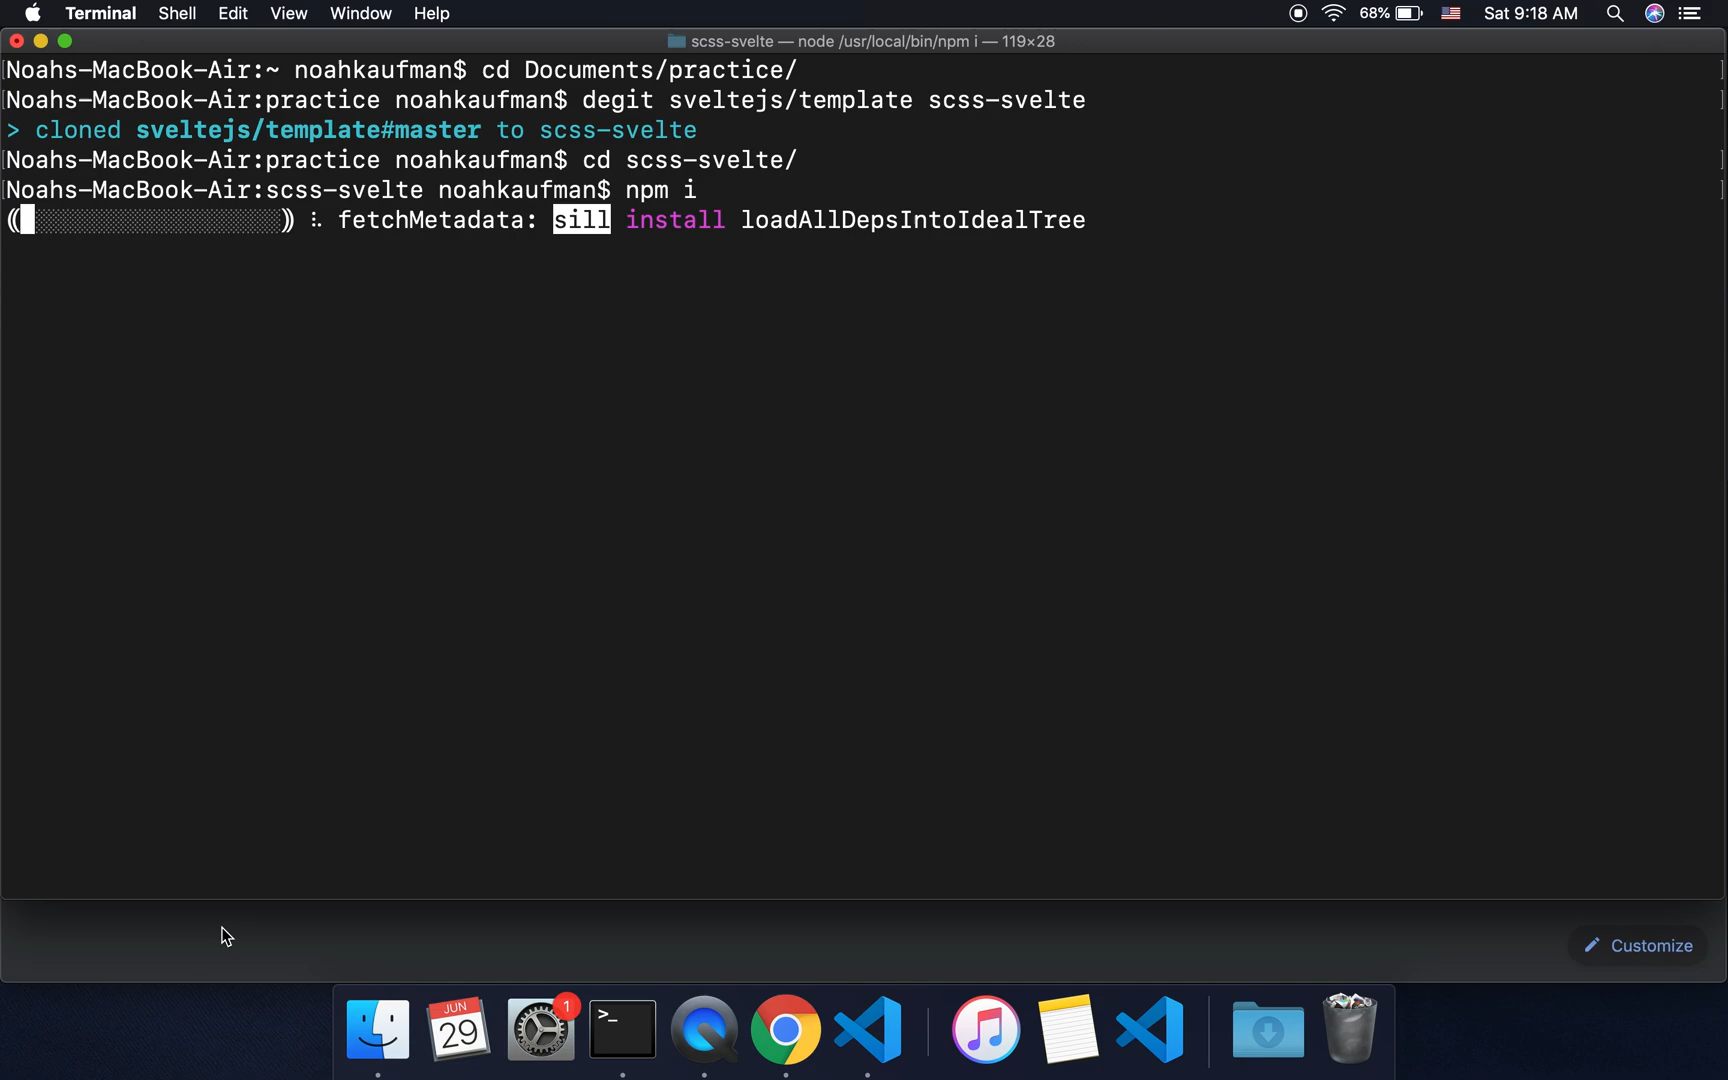 Terminal Shell Edit View Window Help 68% Sat 9:18 AM
scss-svelte — node /usr/local/bin/npm i — 119×28
Noahs-MacBook-Air:~ noahkaufman$ cd Documents/practice/
Noahs-MacBook-Air:practice noahkaufman$ degit sveltejs/template scss-svelte
> cloned sveltejs/template#master to scss-svelte
Noahs-MacBook-Air:practice noahkaufman$ cd scss-svelte/
Noahs-MacBook-Air:scss-svelte noahkaufman$ npm i
fetchMetadata: sill install loadAllDepsIntoIdealTree
Customize
JUN
29
1
>_